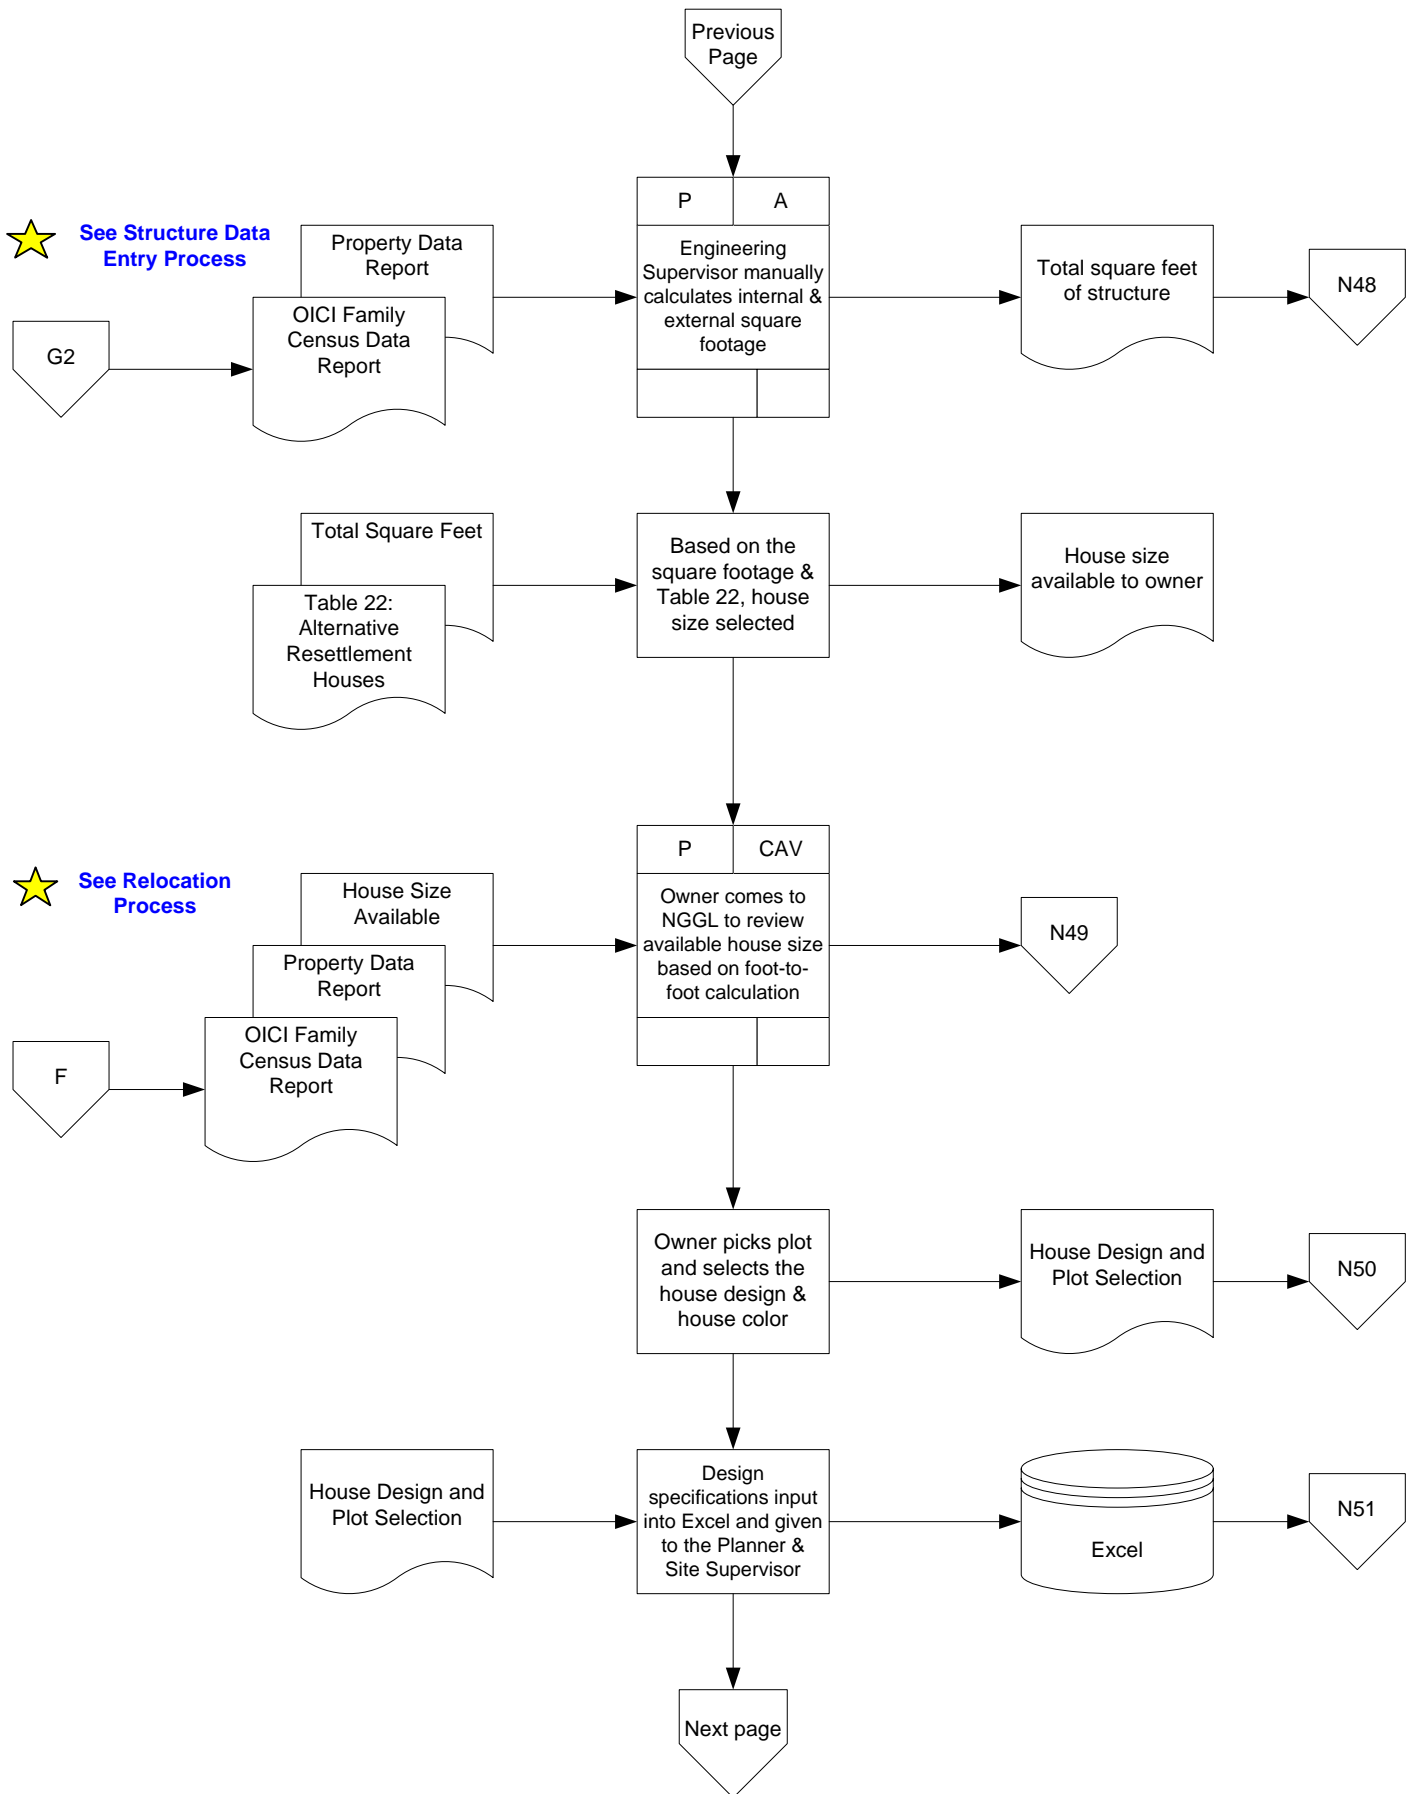 Previous
Page
P
A
See Structure Data
Entry Process
Property Data
Report
Engineering
Supervisor manually
calculates internal &
external square
footage
Total square feet
of structure
N48
G2
OICI Family
Census Data
Report
Total Square Feet
Table 22:
Alternative
Resettlement
Houses
Based on the
square footage &
Table 22, house
size selected
House size
available to owner
P
CAV
See Relocation
Process
House Size
Available
Property Data
Report
OICI Family
Census Data
Report
F
Owner comes to
NGGL to review
available house size
based on foot-to-
foot calculation
N49
Owner picks plot
and selects the
house design &
house color
House Design and
Plot Selection
N50
House Design and
Plot Selection
Design
specifications input
into Excel and given
to the Planner &
Site Supervisor
Excel
N51
Next page